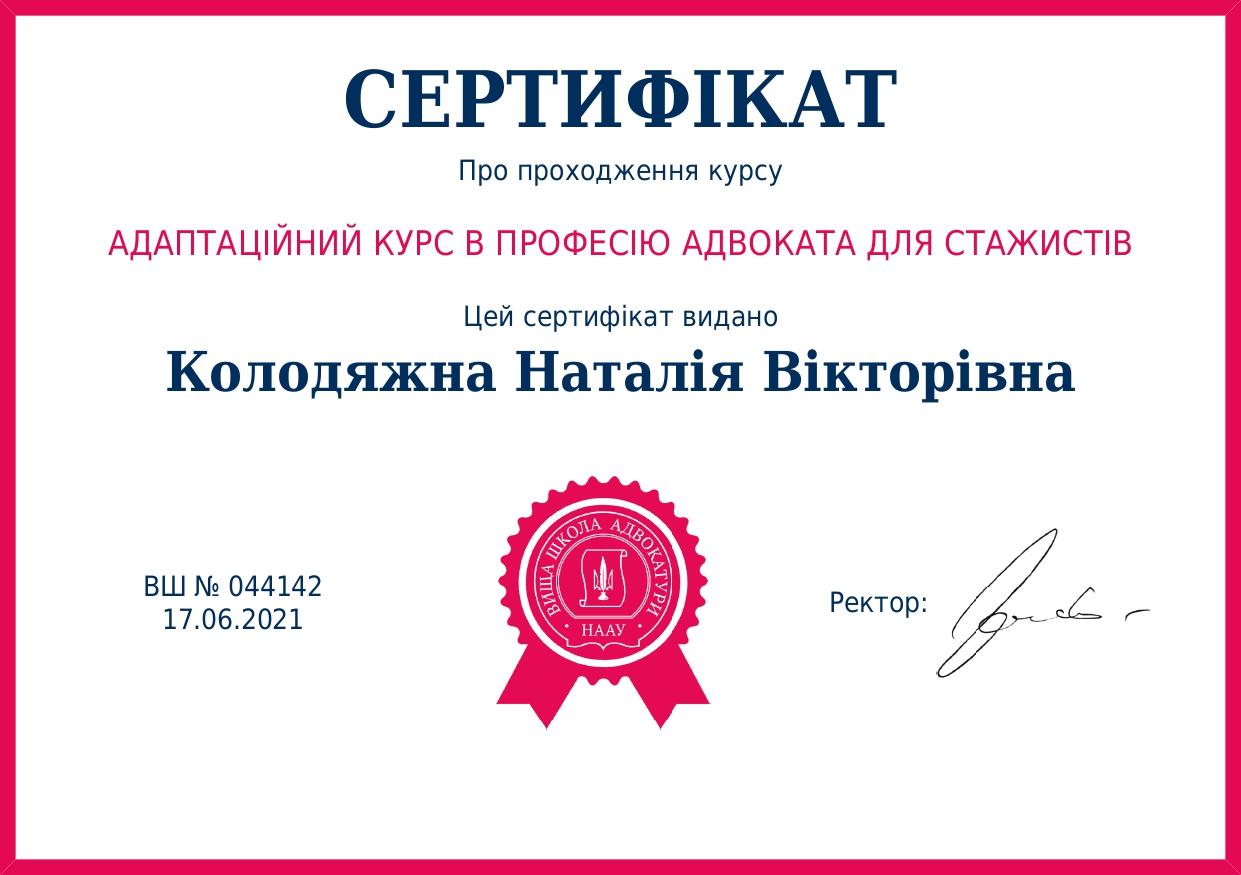 СЕРТИФІКАТ
Про проходження курсу
АДАПТАЦІЙНИЙ КУРС В ПРОФЕСІЮ АДВОКАТА ДЛЯ СТАЖИСТІВ
Цей сертифікат видано
Колодяжна Наталія Вікторівна
ВИЩА ШКОЛА АДВОКАТУРИ
НААУ
ВШ № 044142
17.06.2021
Ректор: